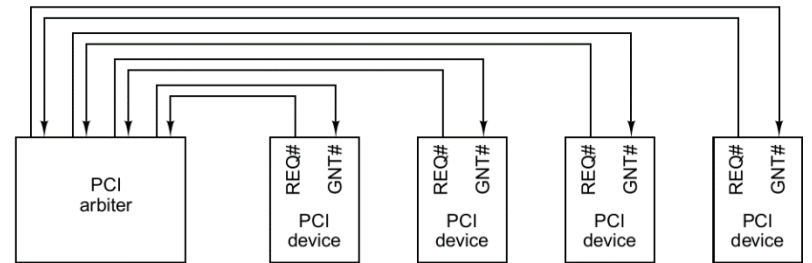 PCI
arbiter
REQ#
GNT#
PCI
device
REQ#
GNT#
PCI
device
REQ#
GNT#
PCI
device
REQ#
GNT#
PCI
device